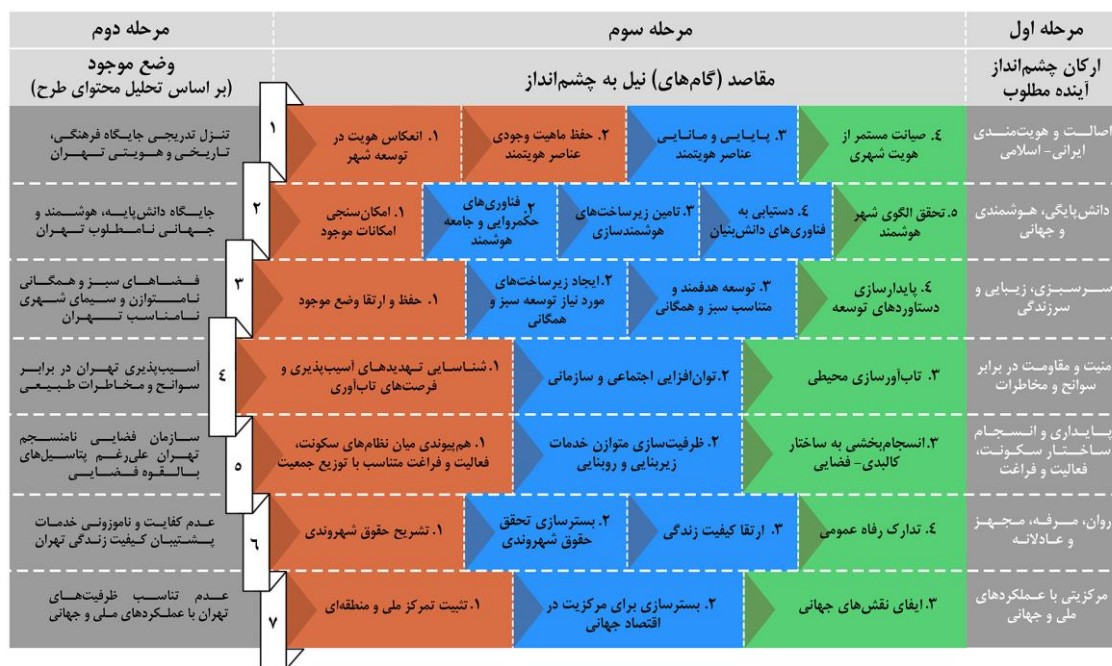 مرحله اول
مرحله سوم
مرحله دوم
ارکان چشم‌انداز
آینده مطلوب
مقاصد (گام‌های) نیل به چشم‌انداز
وضع موجود
(بر اساس تحلیل محتوای طرح)
اصالت و هویت‌مندی
ایرانی- اسلامی
۴. صیانت مستمر از
هویت شهری
۳. پایایی و مانایی
عناصر هویتمند
۲. حفظ ماهیت وجودی
عناصر هویتمند
۱. انعکاس هویت در
توسعه شهر
۱
تنزل تدریجی جایگاه فرهنگی،
تاریخی و هویتی تهران
دانش‌پایگی، هوشمندی
و جهانی
۵. تحقق الگوی شهر
هوشمند
۴. دستیابی به
فناوری‌های دانش‌بنیان
۳. تامین زیرساخت‌های
هوشمندسازی
۲. فناوری‌های
حکمروایی و جامعه
هوشمند
۱. امکان‌سنجی
امکانات موجود
۲
جایگاه دانش‌پایه، هوشمند و
جهانی نامطلوب تهران
سرسبزی، زیبایی و
سرزندگی
۴. پایدارسازی
دستاوردهای توسعه
۳. توسعه هدفمند و
متناسب سبز و همگانی
۲. ایجاد زیرساخت‌های
مورد نیاز توسعه سبز و
همگانی
۱. حفظ و ارتقا وضع موجود
۳
فضاهای سبز و همگانی
نامتوازن و سیمای شهری
نامناسب تهران
منیت و مقاومت در برابر
سوانح و مخاطرات
۳. تاب‌آورسازی محیطی
۲. توان‌افزایی اجتماعی و سازمانی
۱. شناسایی تهدیدهای آسیب‌پذیری و
فرصت‌های تاب‌آوری
۴
آسیب‌پذیری تهران در برابر
سوانح و مخاطرات طبیعی
پایداری و انسجام
ساختار سکونت،
فعالیت و فراغت
۳. انسجام‌بخشی به ساختار
کالبدی- فضایی
۲. ظرفیت‌سازی متوازن خدمات
زیربنایی و روبنایی
۱. هم‌پیوندی میان نظام‌های سکونت،
فعالیت و فراغت متناسب با توزیع جمعیت
۵
سازمان فضایی نامنسجم
تهران علی‌رغم پتاسیل‌های
بالقوه فضایی
روان، مرفه، مجهز
و عادلانه
۴. تدارک رفاه عمومی
۳. ارتقا کیفیت زندگی
۲. بسترسازی تحقق
حقوق شهروندی
۱. تشریح حقوق شهروندی
۶
عدم کفایت و ناموزونی خدمات
پشتیبان کیفیت زندگی تهران
مرکزیتی با عملکردهای
ملی و جهانی
۳. ایفای نقش‌های جهانی
۲. بسترسازی برای مرکزیت در
اقتصاد جهانی
۱. تثبیت تمرکز ملی و منطقه‌ای
۷
عدم تناسب ظرفیت‌های
تهران با عملکردهای ملی و جهانی